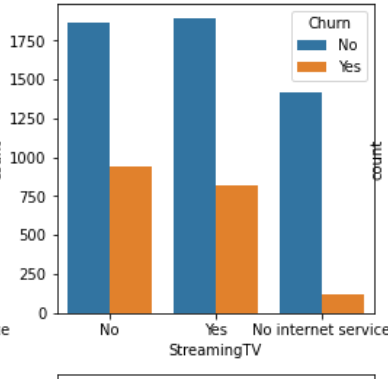 Churn
No
Yes
1750
1500
1250
1000
750
500
250
0
count
No Yes No internet service
StreamingTV